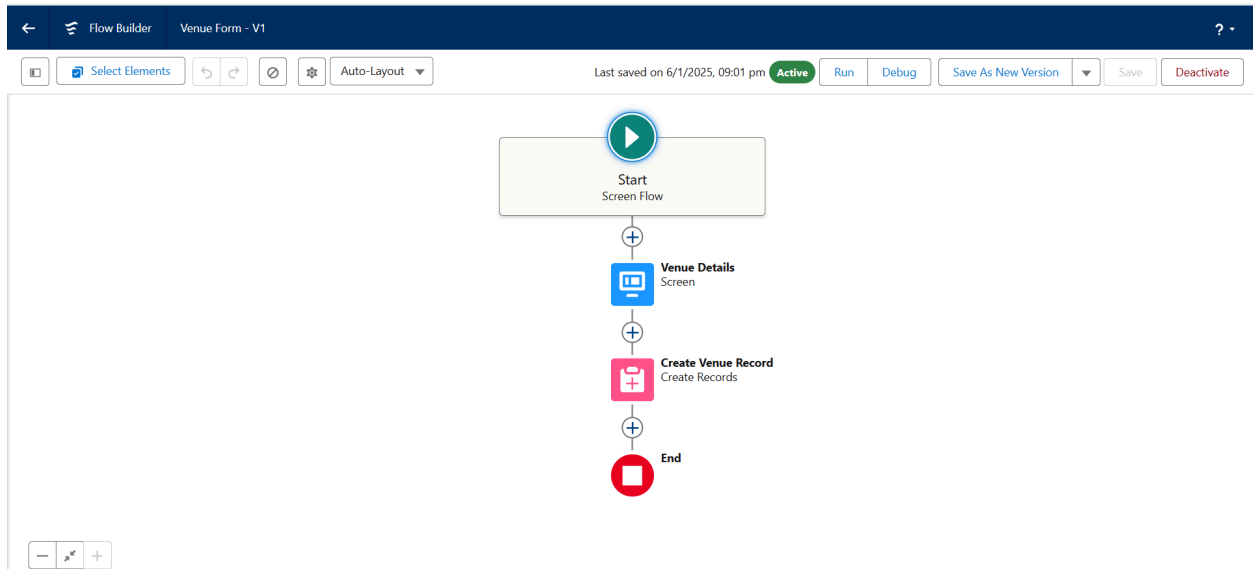 Flow Builder
Venue Form - V1
?
Select Elements
Auto-Layout
Last saved on 6/1/2025, 09:01 pm
Active
Run
Debug
Save As New Version
Save
Deactivate
Start
Screen Flow
Venue Details
Screen
Create Venue Record
Create Records
End